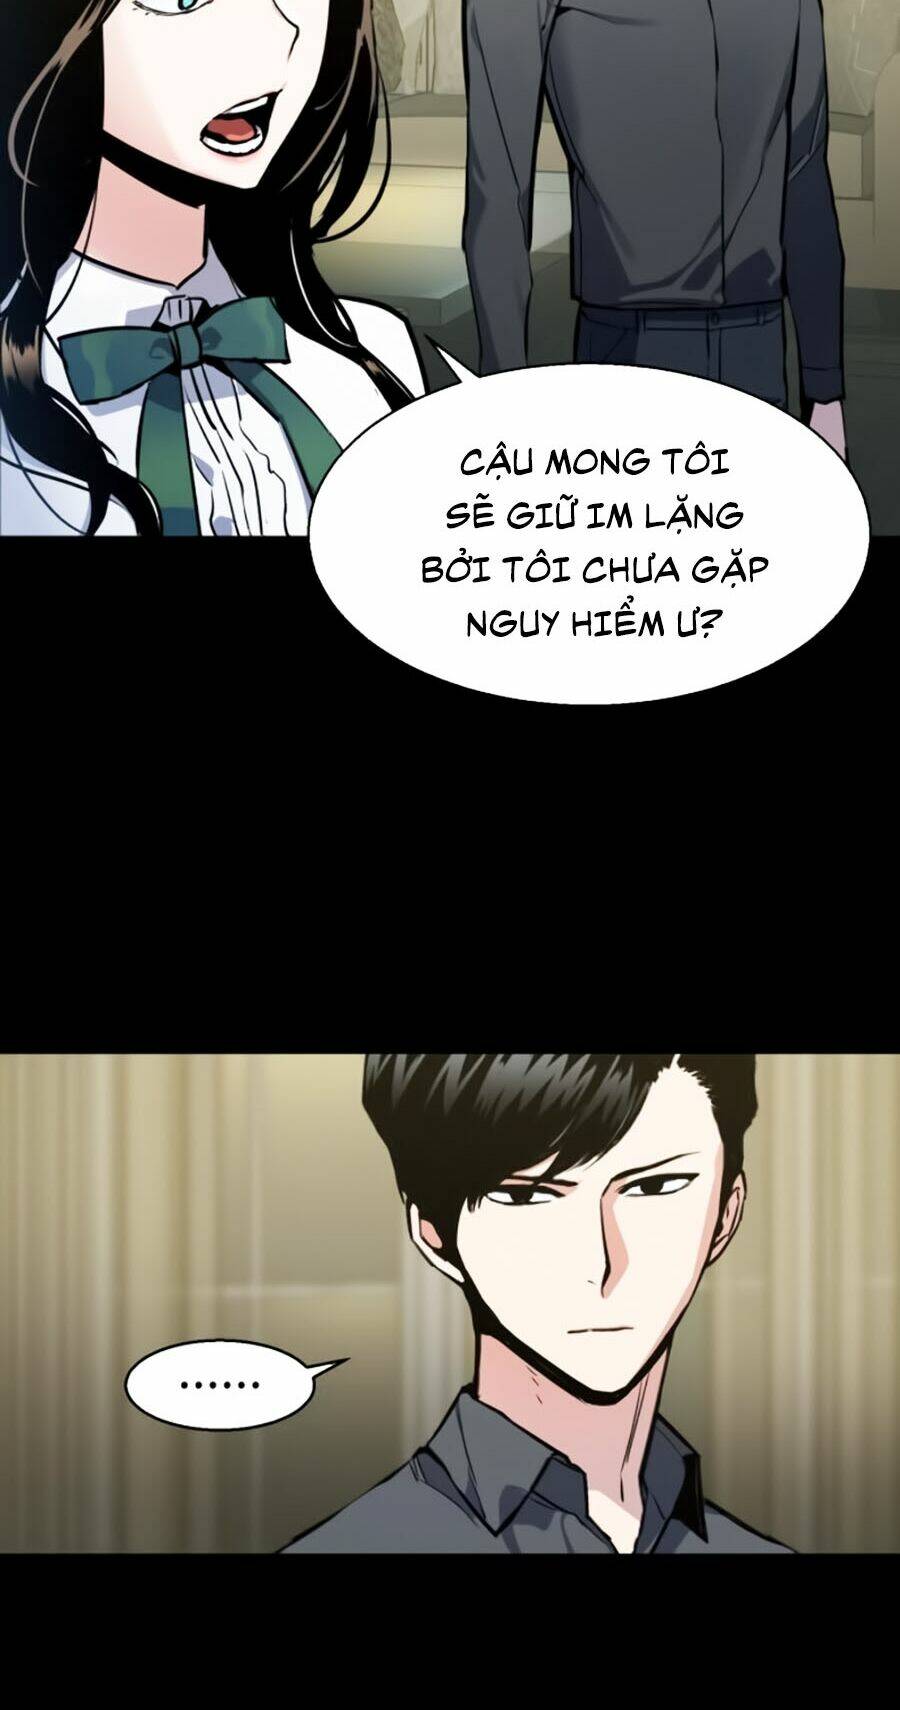 CẬU MONG TÔI
SẼ GIỮ IM LẶNG
BỞI TÔI CHƯA GẶP
NGUY HIỂM Ư?
......